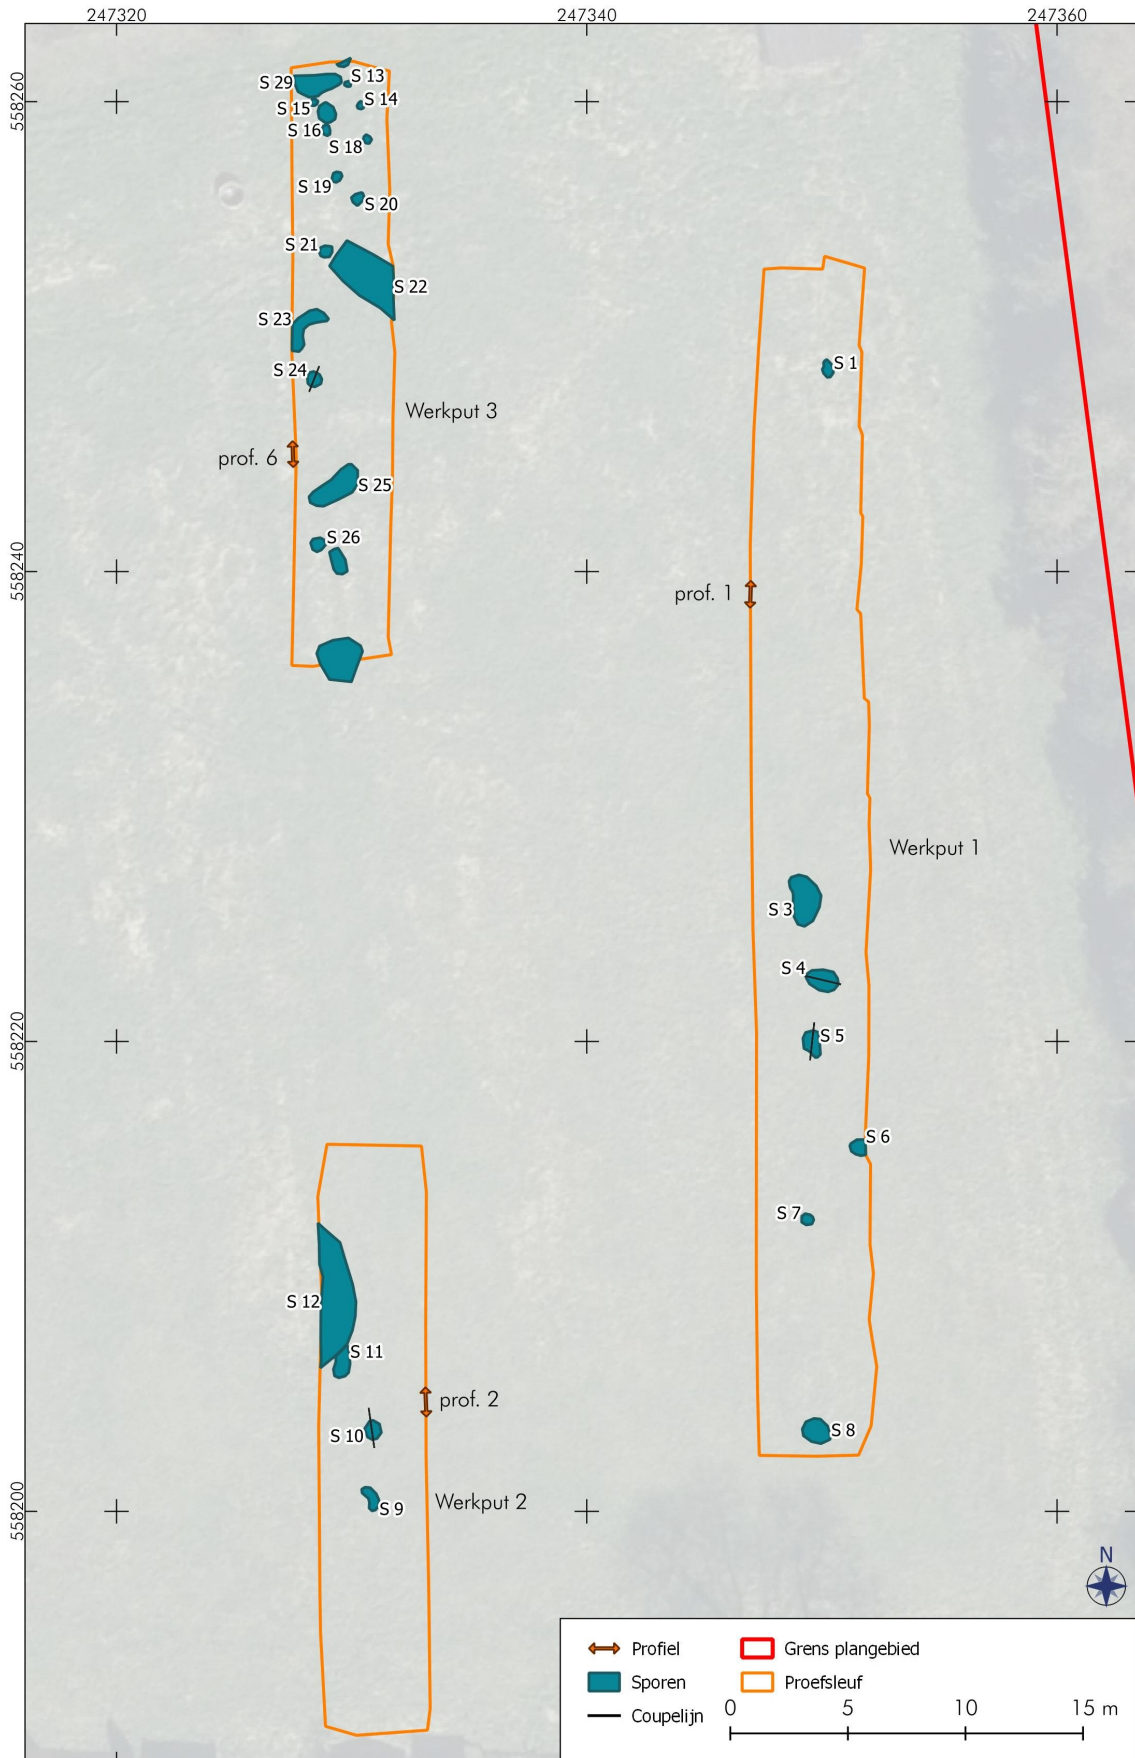 247320
247340
247360
558260
S 29
S 13
S 14
S 15
S 16
S 18
S 19
S 20
S 21
S 22
S 23
S 24
S 1
Werkput 3
prof. 6
S 25
S 26
558240
prof. 1
Werkput 1
S 3
S 4
S 5
558220
S 6
S 7
S 12
S 11
prof. 2
S 10
S 8
S 9
Werkput 2
558200
N
Profiel
Grens plangebied
Sporen
Proefsleuf
Coupelijn
0 5 10 15 m